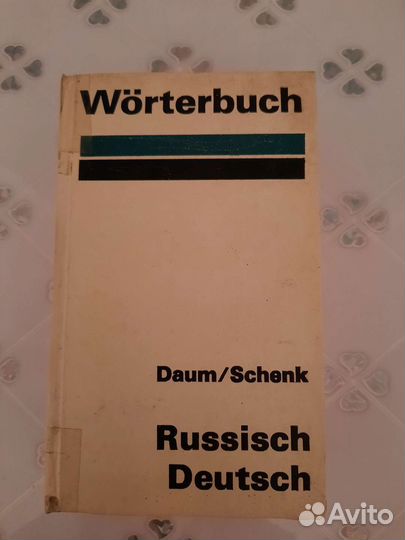 Wörterbuch
Daum/Schenk
Russisch
Deutsch
Avito